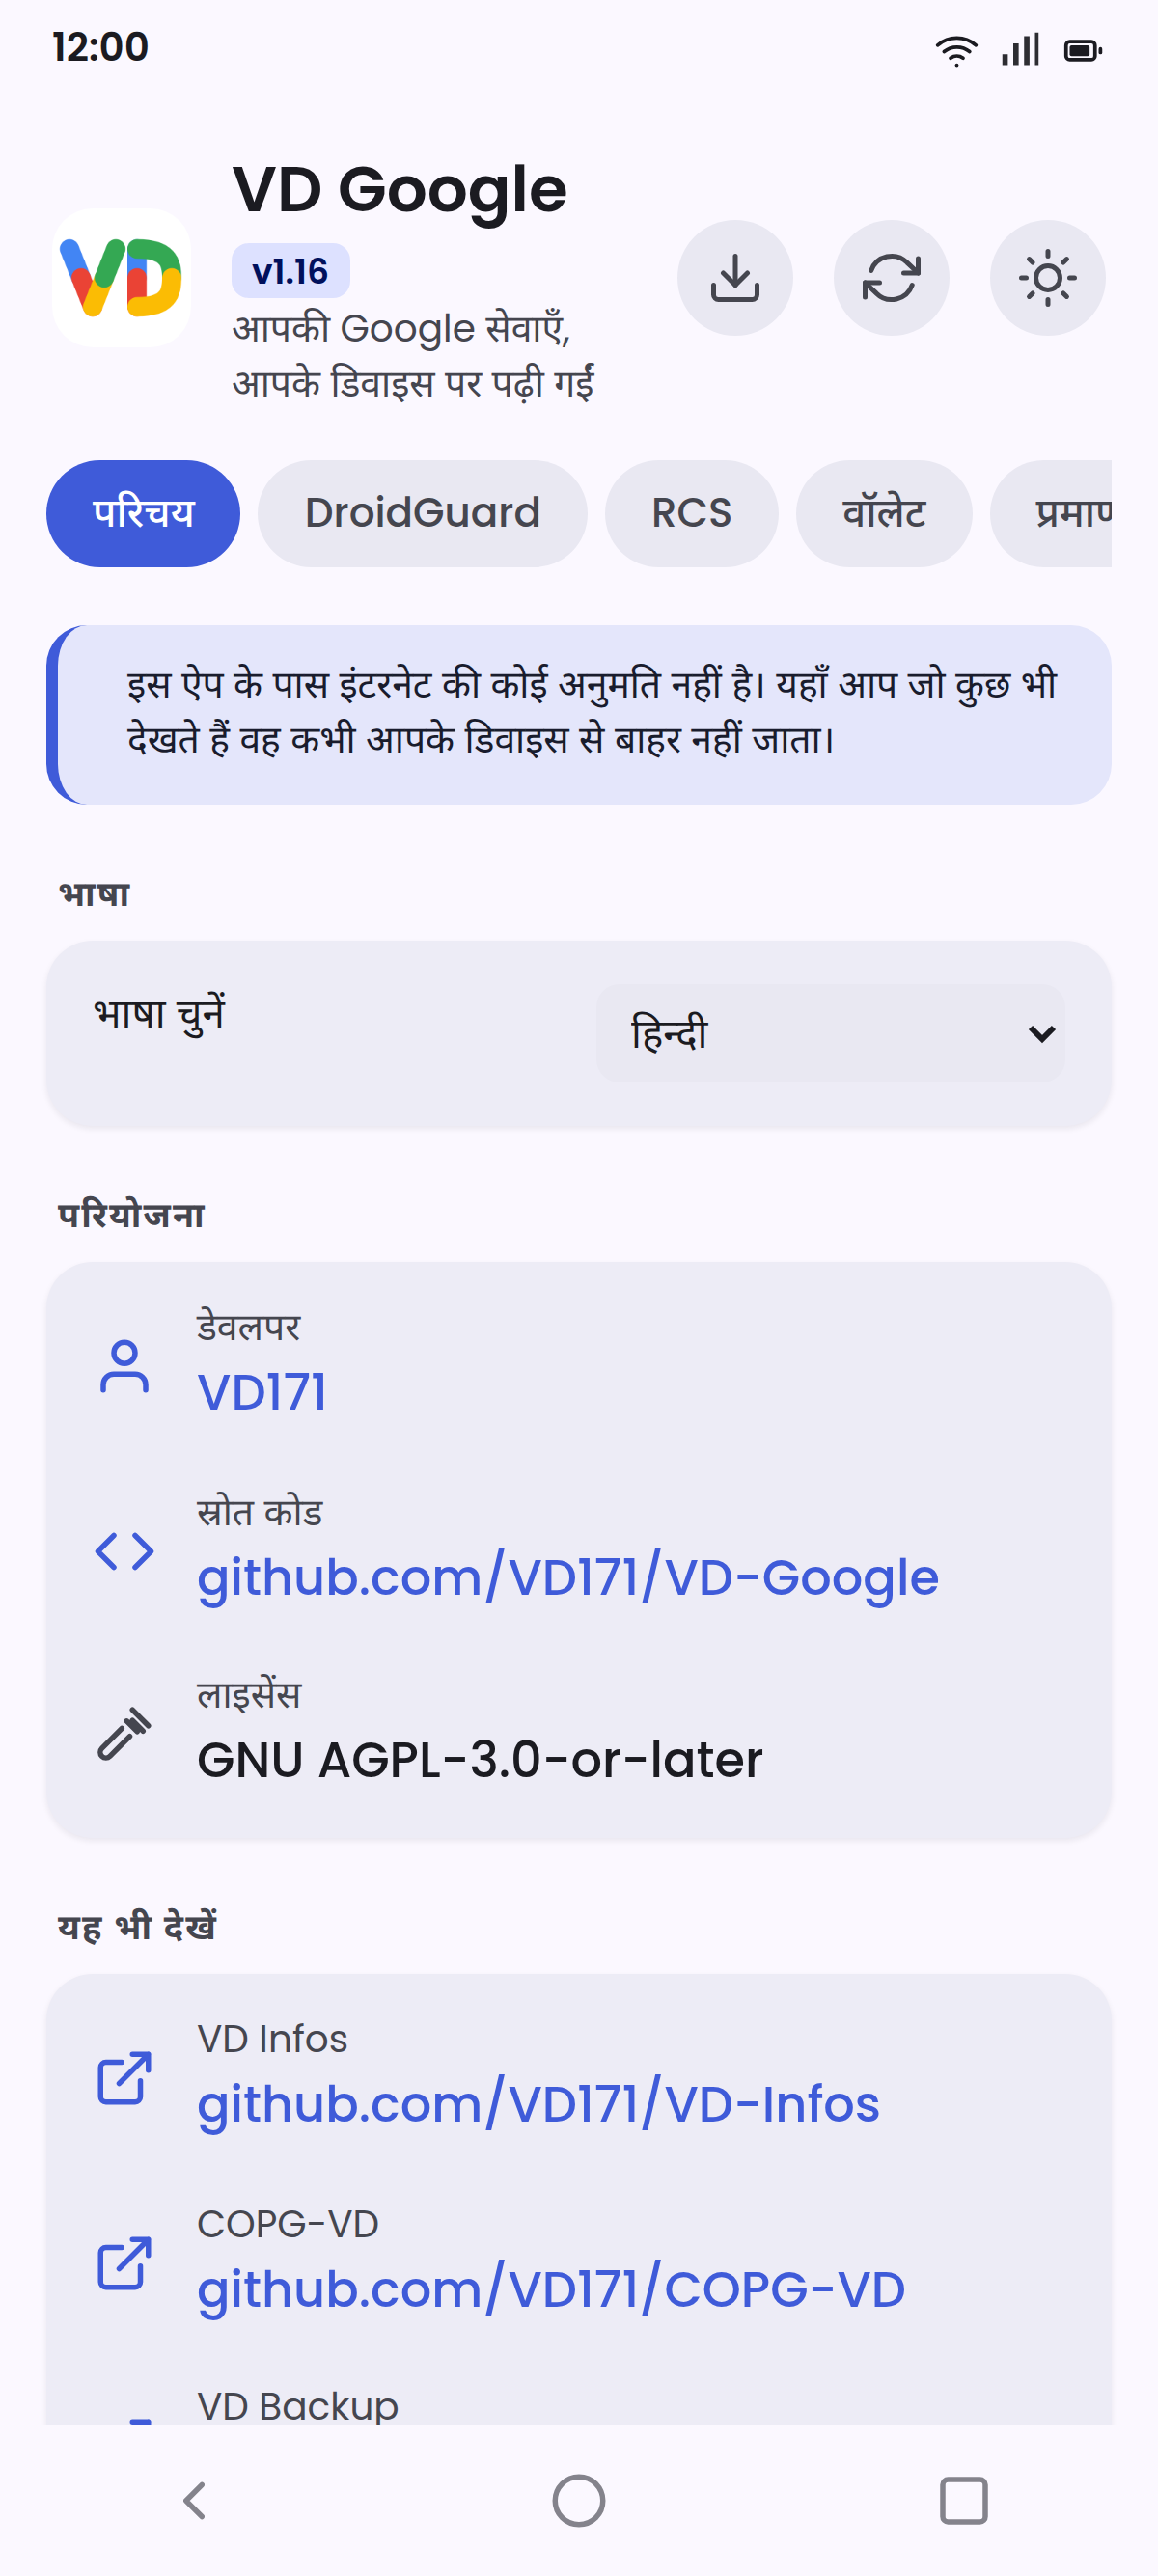 12:00
VD
VD Google
v1.16
आपकी Google सेवाएँ,
आपके डिवाइस पर पढ़ी गईं
परिचय
DroidGuard
RCS
वॉलेट
इस ऐप के पास इंटरनेट की कोई अनुमति नहीं है। यहाँ आप जो कुछ भी
देखते हैं वह कभी आपके डिवाइस से बाहर नहीं जाता।
भाषा
भाषा चुनें
हिन्दी
परियोजना
डेवलपर
VD171
स्रोत कोड
github.com/VD171/VD-Google
लाइसेंस
GNU AGPL-3.0-or-later
यह भी देखें
VD Infos
github.com/VD171/VD-Infos
COPG-VD
github.com/VD171/COPG-VD
VD Backup